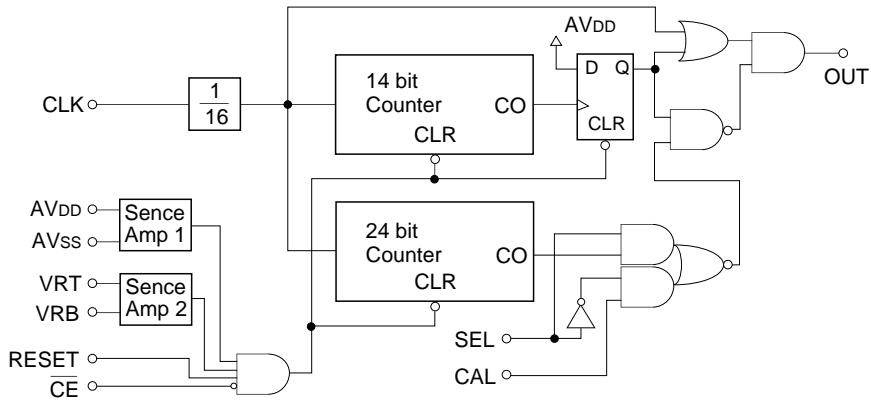 AVDD
14 bit
Counter
CO
CLR
D
Q
CLR
OUT
CLK
1
16
AVDD
AVSS
Sence
Amp 1
24 bit
Counter
CO
CLR
VRT
VRB
Sence
Amp 2
SEL
RESET
CE
CAL